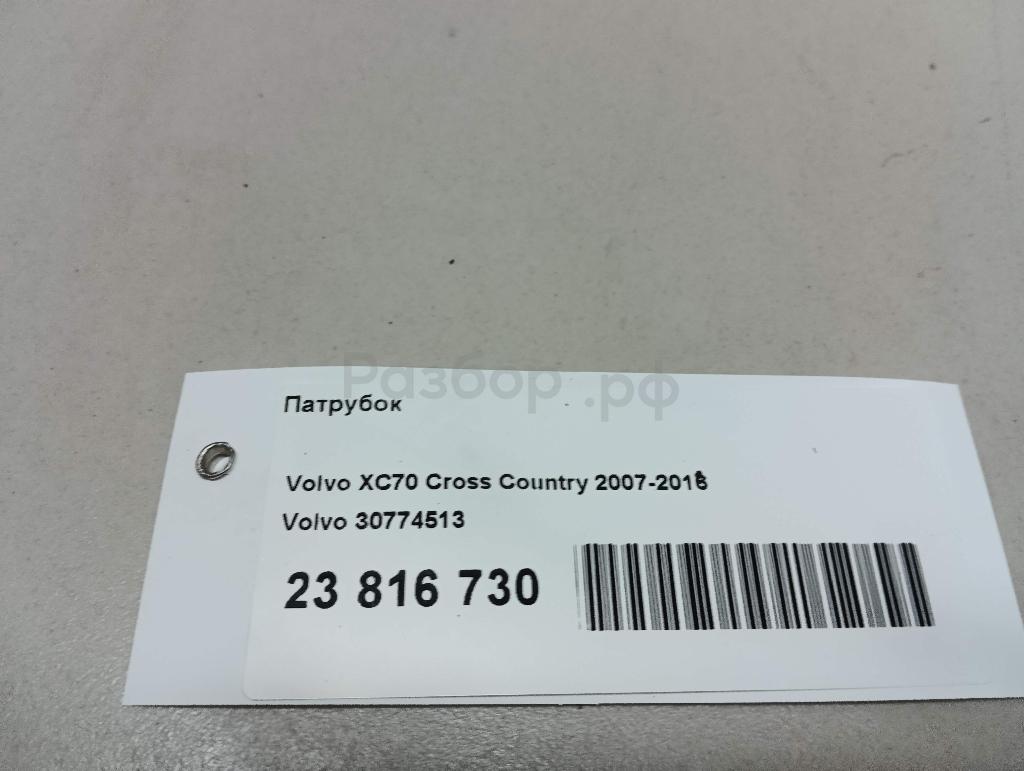 Разбор.рф
Патрубок
Volvo XC70 Cross Country 2007-2016
Volvo 30774513
23 816 730